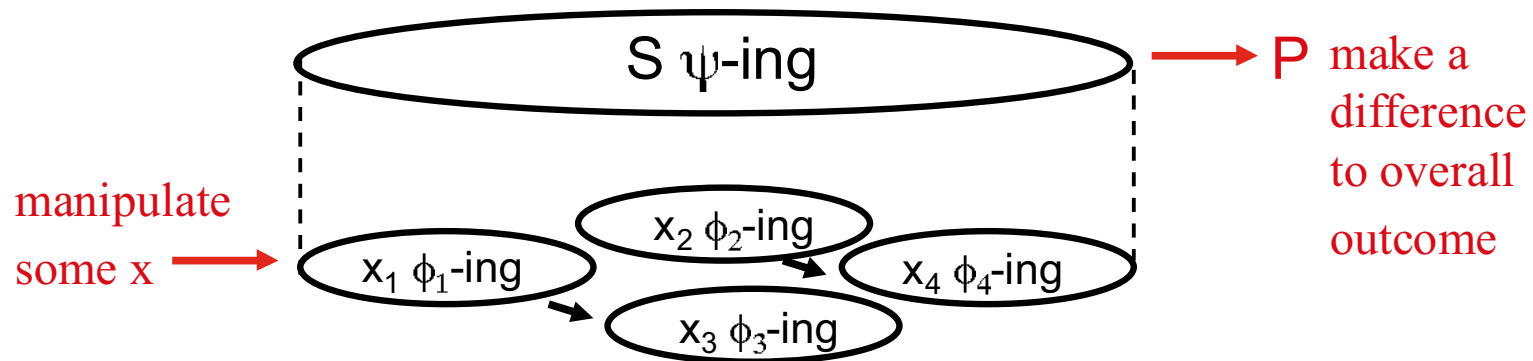 S ψ-ing
P make a
difference
to overall
outcome
manipulate
some x
x₁ ϕ₁-ing
x₂ ϕ₂-ing
x₃ ϕ₃-ing
x₄ ϕ₄-ing